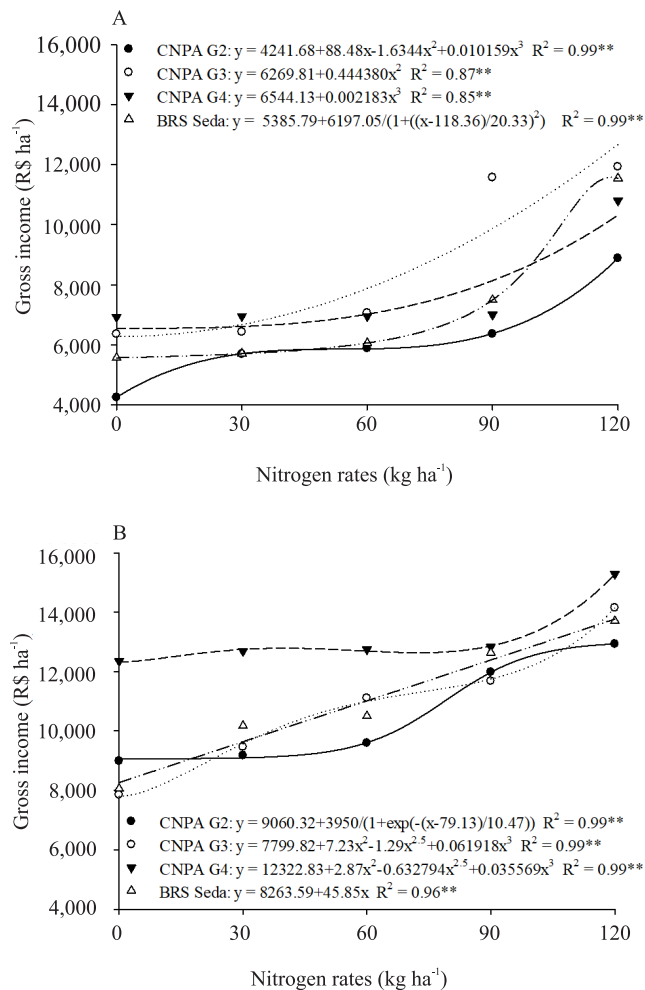 A
16,000
14,000
12,000
10,000
8,000
6,000
4,000
Gross income (R$ ha⁻¹)
CNPA G2: y = 4241.68+88.48x-1.6344x²+0.010159x³ R² = 0.99**
CNPA G3: y = 6269.81+0.444380x² R² = 0.87**
CNPA G4: y = 6544.13+0.002183x³ R² = 0.85**
BRS Seda: y = 5385.79+6197.05/(1+((x-118.36)/20.33)²) R² = 0.99**
0 30 60 90 120
Nitrogen rates (kg ha⁻¹)
B
16,000
14,000
12,000
10,000
8,000
6,000
4,000
Gross income (R$ ha⁻¹)
CNPA G2: y = 9060.32+3950/(1+exp(-(x-79.13)/10.47)) R² = 0.99**
CNPA G3: y = 7799.82+7.23x²-1.29x²·⁵+0.061918x³ R² = 0.99**
CNPA G4: y = 12322.83+2.87x²-0.632794x²·⁵+0.035569x³ R² = 0.99**
BRS Seda: y = 8263.59+45.85x R² = 0.96**
0 30 60 90 120
Nitrogen rates (kg ha⁻¹)